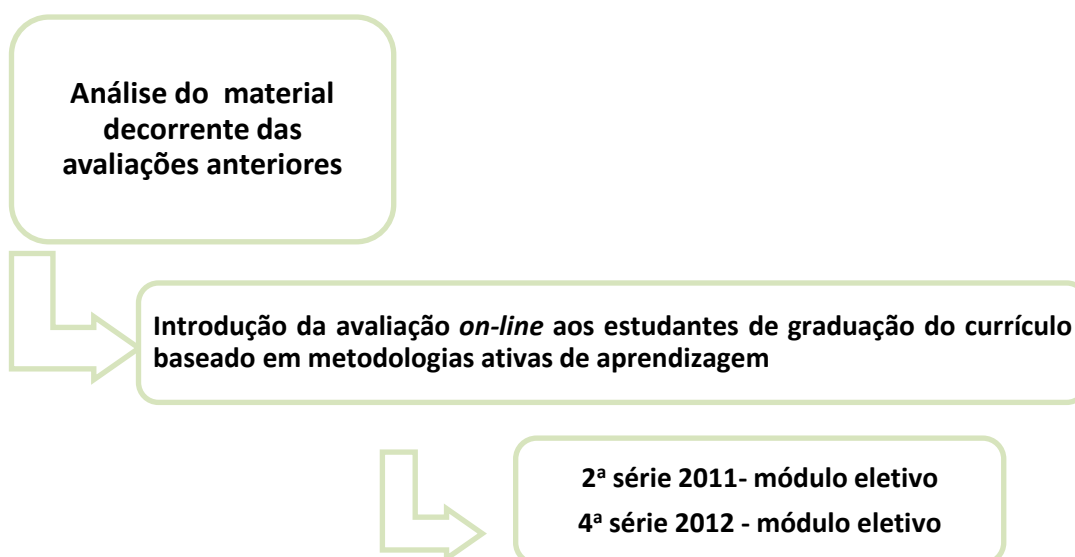 Análise do material
decorrente das
avaliações anteriores
Introdução da avaliação on-line aos estudantes de graduação do currículo
baseado em metodologias ativas de aprendizagem
2ª série 2011- módulo eletivo
4ª série 2012 - módulo eletivo